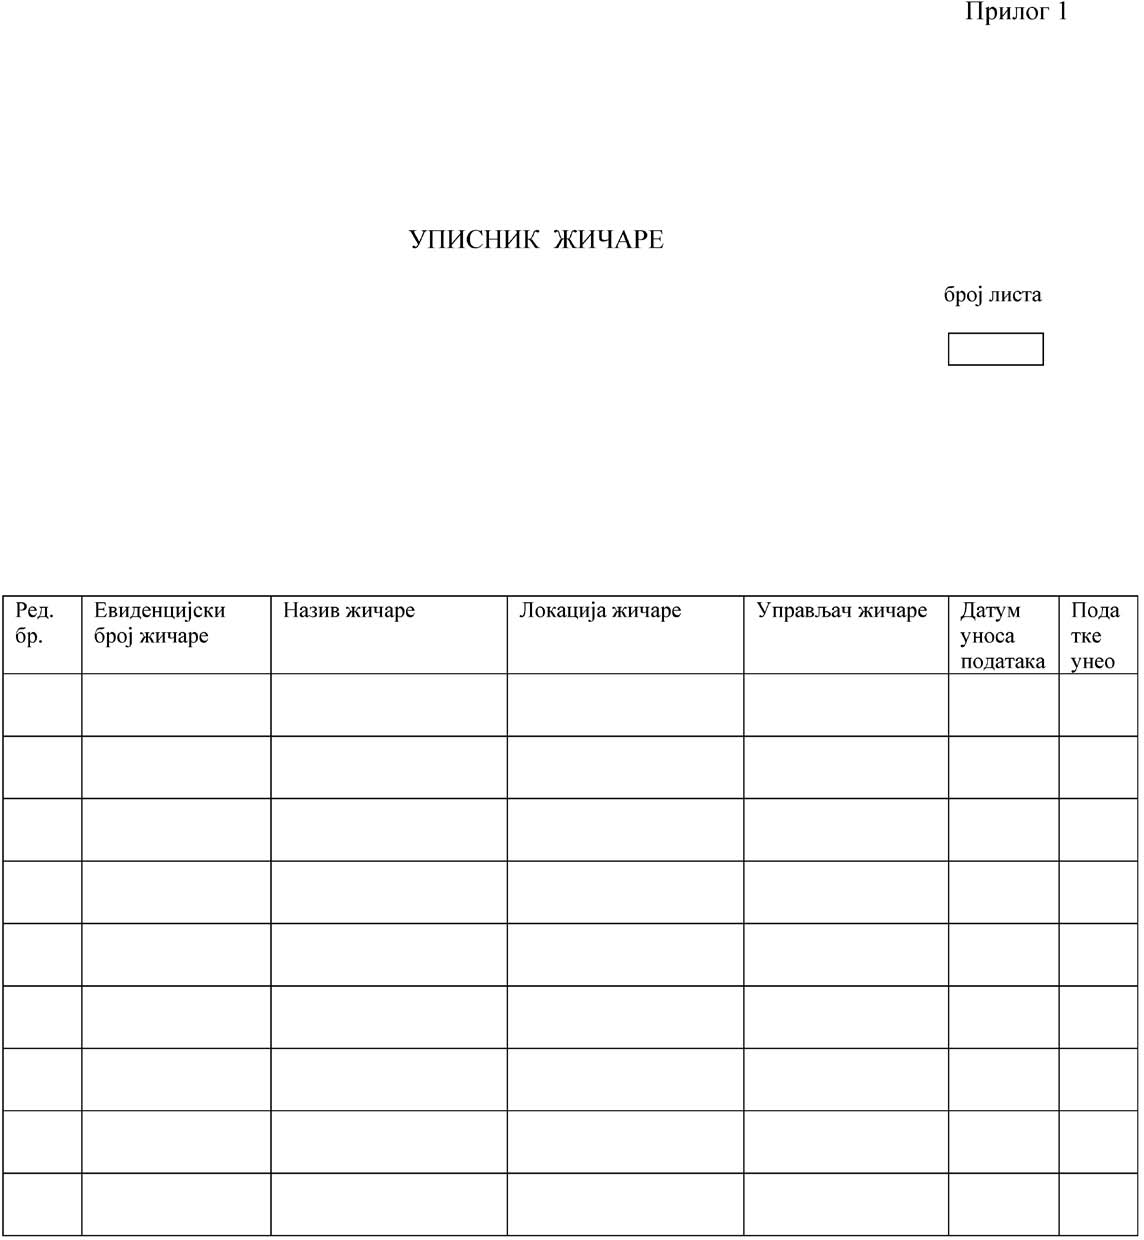 Прилог 1
УПИСНИК ЖИЧАРЕ
број листа
Ред. бр.
Евиденцијски број жичаре
Назив жичаре
Локација жичаре
Управљач жичаре
Датум уноса података
Пода тке унео